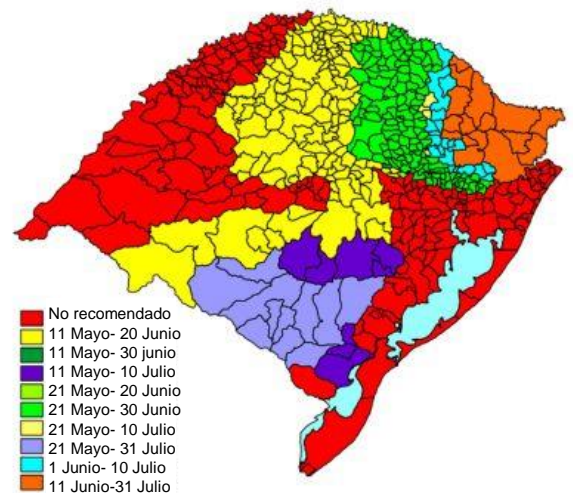 No recomendado
11 Mayo- 20 Junio
11 Mayo- 30 junio
11 Mayo- 10 Julio
21 Mayo- 20 Junio
21 Mayo- 30 Junio
21 Mayo- 10 Julio
21 Mayo- 31 Julio
1 Junio- 10 Julio
11 Junio-31 Julio